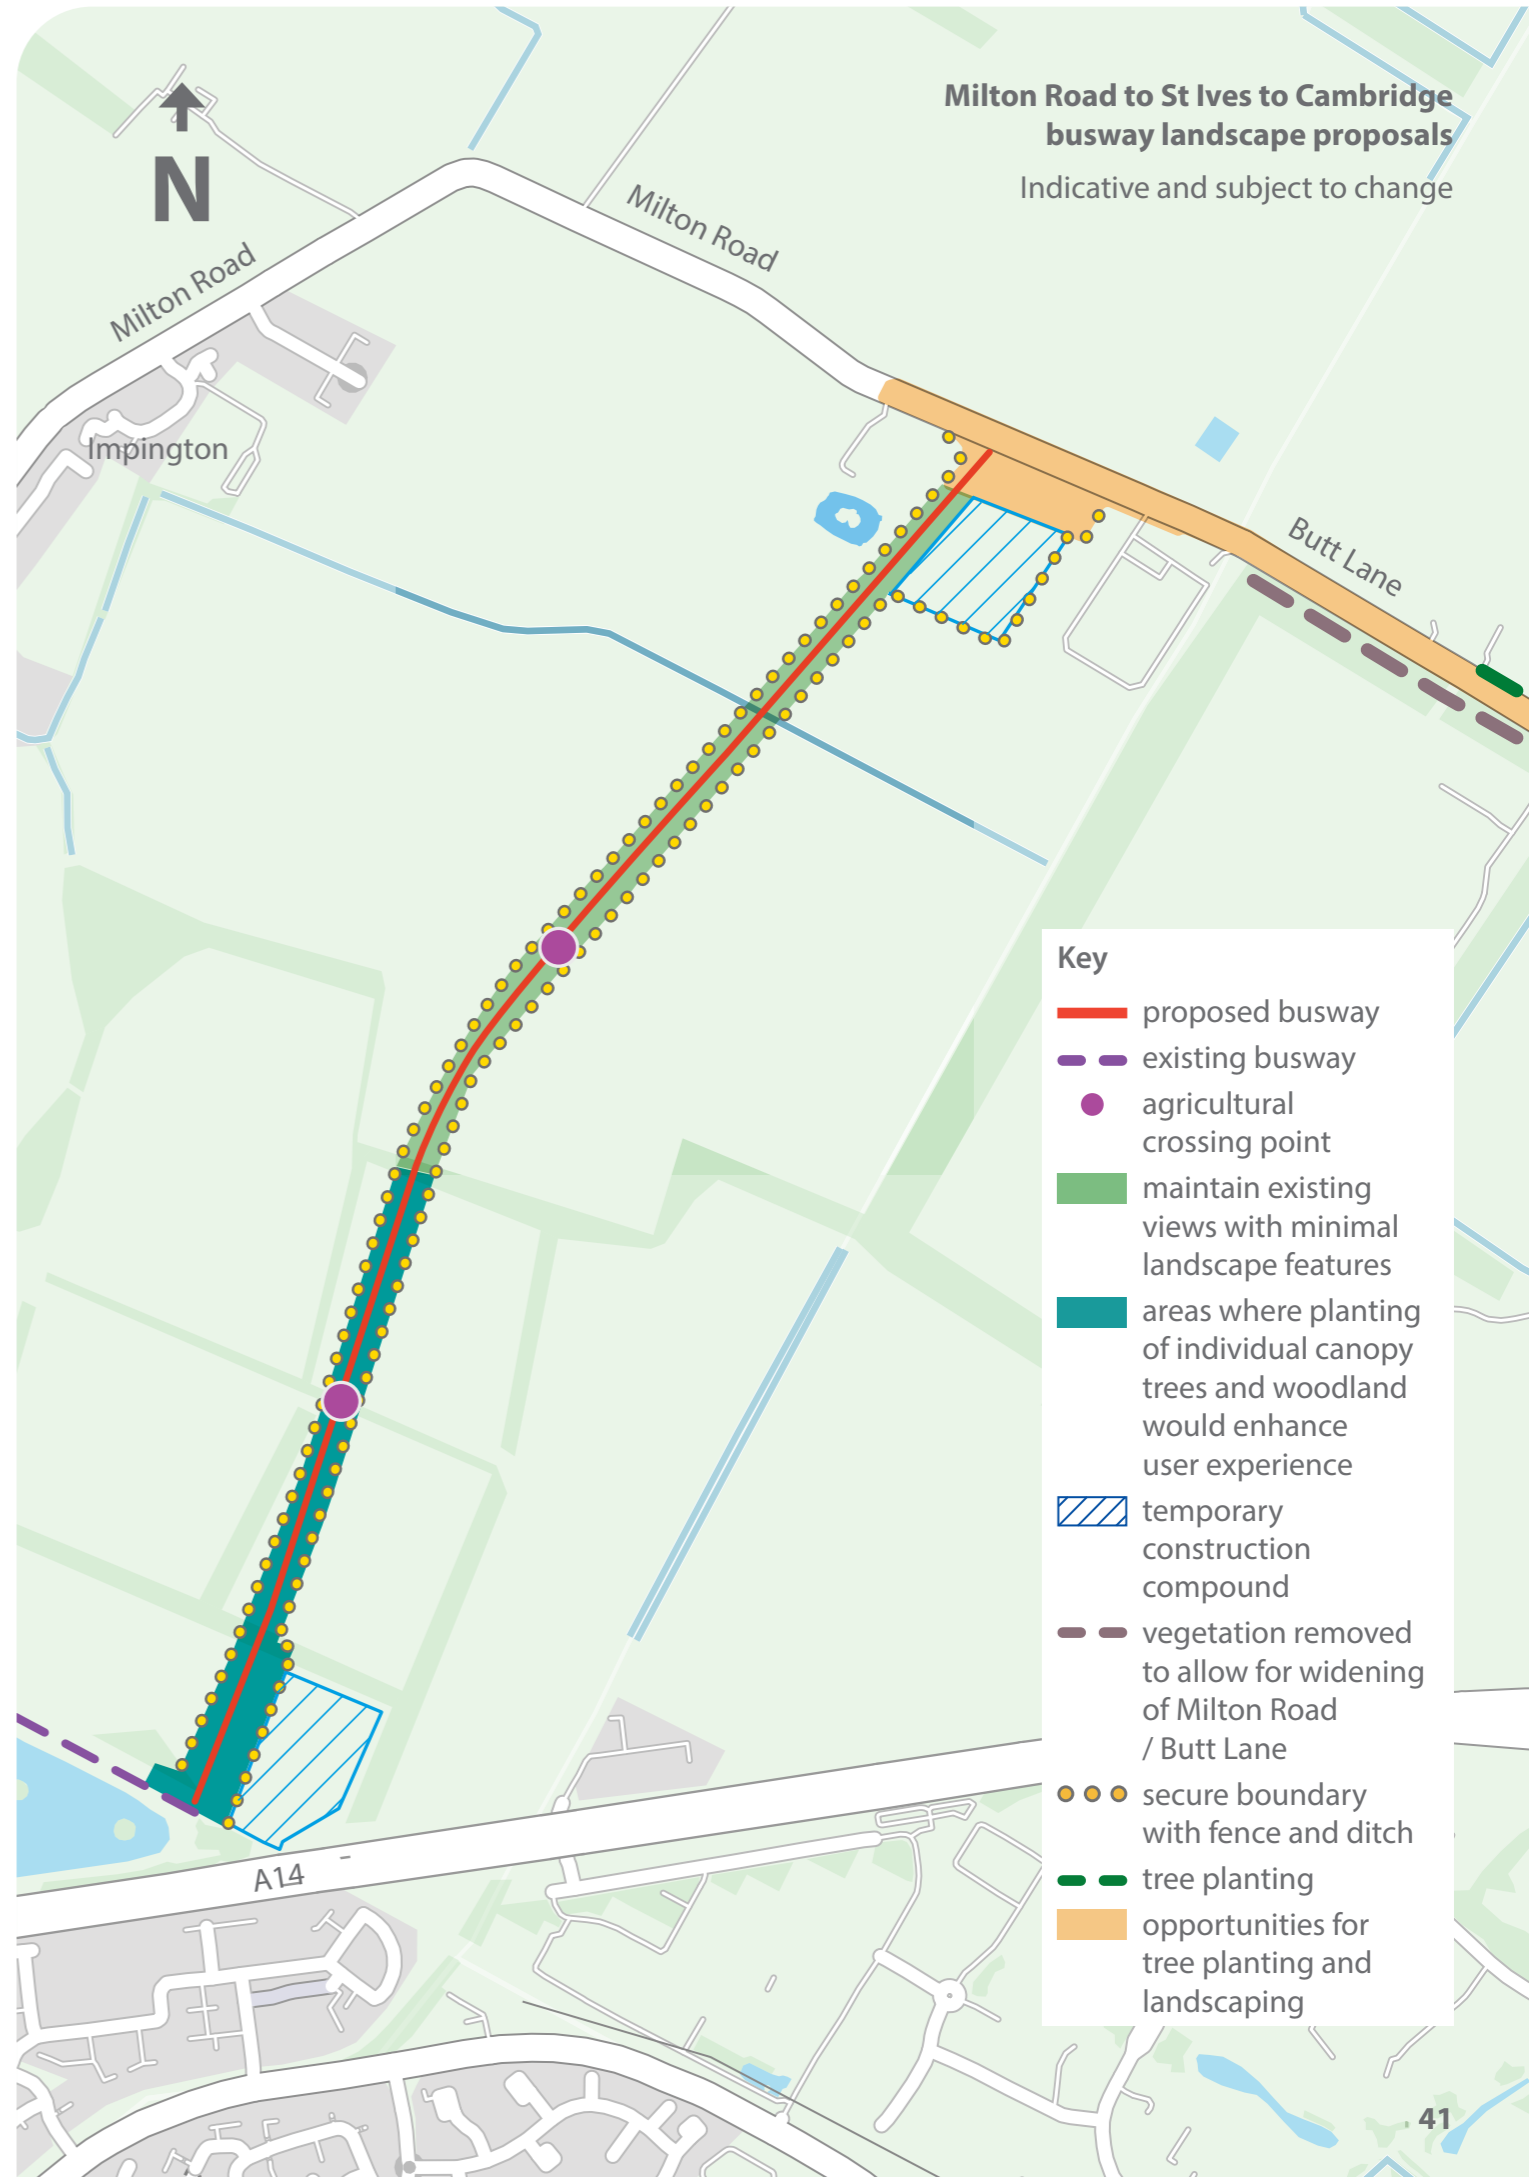 Milton Road to St Ives to Cambridge
busway landscape proposals
Indicative and subject to change
N
Milton Road
Milton Road
Impington
Butt Lane
Key
proposed busway
existing busway
agricultural
crossing point
maintain existing
views with minimal
landscape features
areas where planting
of individual canopy
trees and woodland
would enhance
user experience
temporary
construction
compound
vegetation removed
to allow for widening
of Milton Road
/ Butt Lane
secure boundary
with fence and ditch
tree planting
opportunities for
tree planting and
landscaping
A14
41